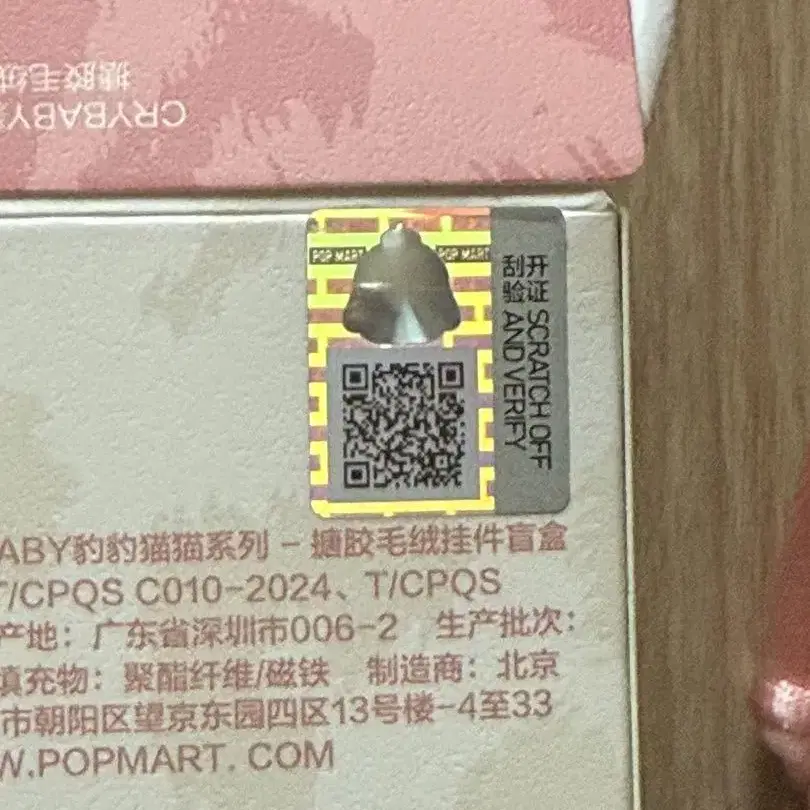 搪胶毛绒
CRYBABY
POP MART
POP MART
刮开
验证
SCRATCH OFF
AND VERIFY
ABY豹豹猫猫系列 - 搪胶毛绒挂件盲盒
T/CPQS C010-2024、T/CPQS
产地：广东省深圳市006-2 生产批次：
填充物：聚酯纤维/磁铁 制造商：北京
市朝阳区望京东园四区13号楼-4至33
W.POPMART. COM